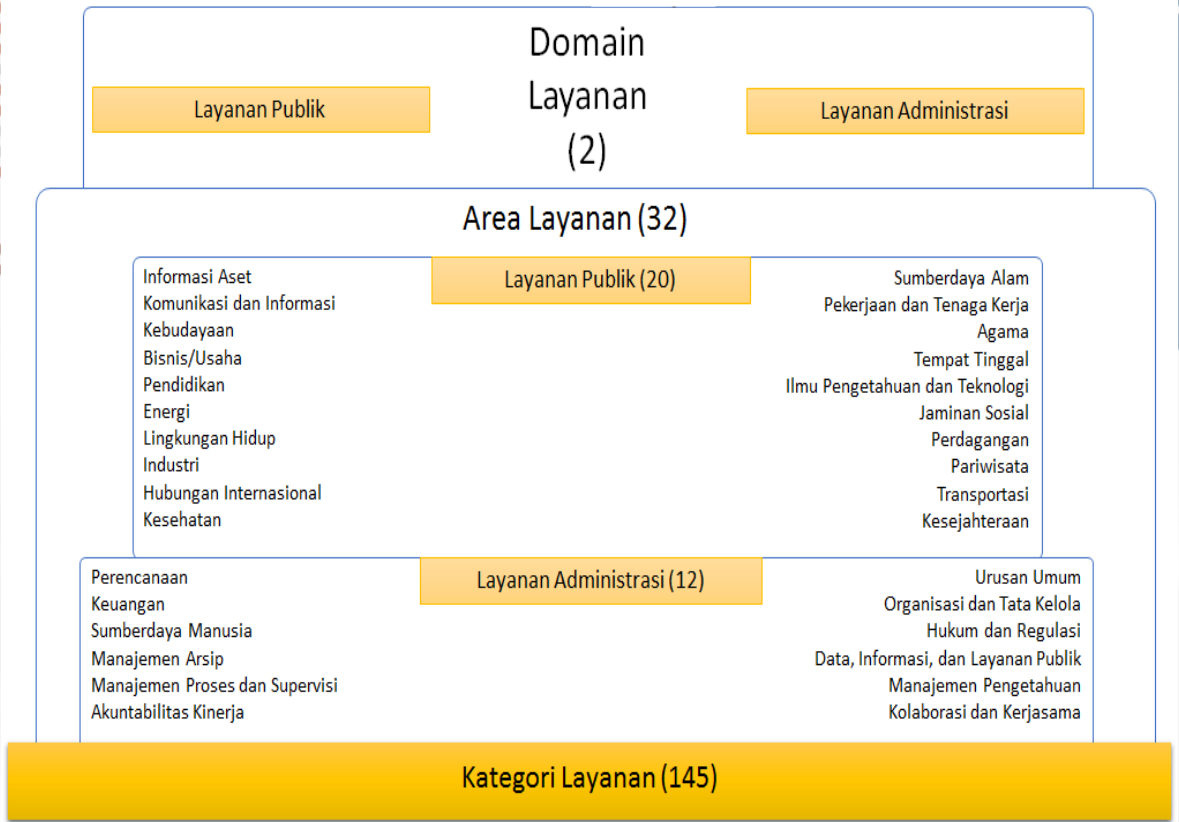 Domain
Layanan
(2)
Layanan Publik
Layanan Administrasi
Area Layanan (32)
Layanan Publik (20)
Informasi Aset
Komunikasi dan Informasi
Kebudayaan
Bisnis/Usaha
Pendidikan
Energi
Lingkungan Hidup
Industri
Hubungan Internasional
Kesehatan
Sumberdaya Alam
Pekerjaan dan Tenaga Kerja
Agama
Tempat Tinggal
Ilmu Pengetahuan dan Teknologi
Jaminan Sosial
Perdagangan
Pariwisata
Transportasi
Kesejahteraan
Layanan Administrasi (12)
Perencanaan
Keuangan
Sumberdaya Manusia
Manajemen Arsip
Manajemen Proses dan Supervisi
Akuntabilitas Kinerja
Urusan Umum
Organisasi dan Tata Kelola
Hukum dan Regulasi
Data, Informasi, dan Layanan Publik
Manajemen Pengetahuan
Kolaborasi dan Kerjasama
Kategori Layanan (145)